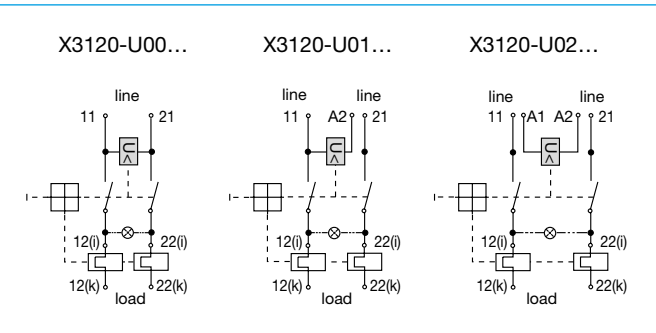 X3120-U00... X3120-U01... X3120-U02...
line line line line line
11 21 11 A2 21 11 A1 A2 21
U< U< U<
12(i) 22(i) 12(i) 22(i) 12(i) 22(i)
12(k) 22(k) 12(k) 22(k) 12(k) 22(k)
load load load